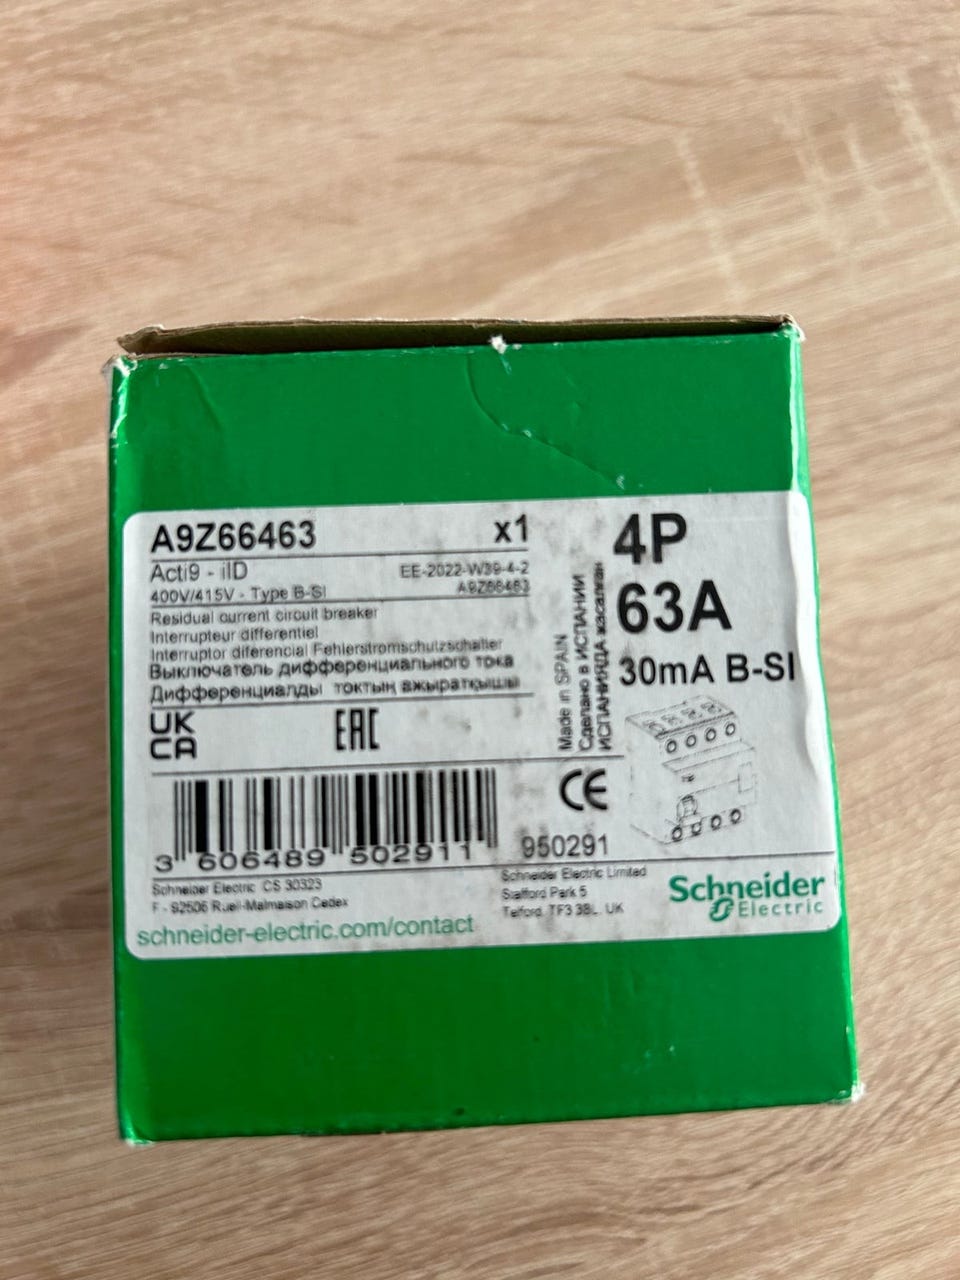 A9Z66463 x1
Acti9 - iID EE-2022-W39-4-2
400V/415V - Type B-SI A9Z66463
Residual current circuit breaker
Interrupteur differentiel
Interruptor diferencial Fehlerstromschutzschalter
Выключатель дифференциального тока
Дифференциалды токтың ажыратқышы
UK
CA
EAC
Made in SPAIN
Сделано в ИСПАНИИ
ИСПАНИЯДА жасалған
4P
63A
30mA B-SI
CE
3 606489 502911
950291
Schneider Electric CS 30323
F - 92506 Rueil-Malmaison Cedex
schneider-electric.com/contact
Schneider Electric Limited
Stafford Park 5
Telford, TF3 3BL, UK
Schneider
Electric